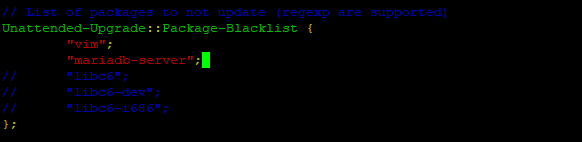 // List of packages to not update (regexp are supported)
Unattended-Upgrade::Package-Blacklist {
"vim";
"mariadb-server";
// "libc6";
// "libc6-dev";
// "libc6-i686";
};